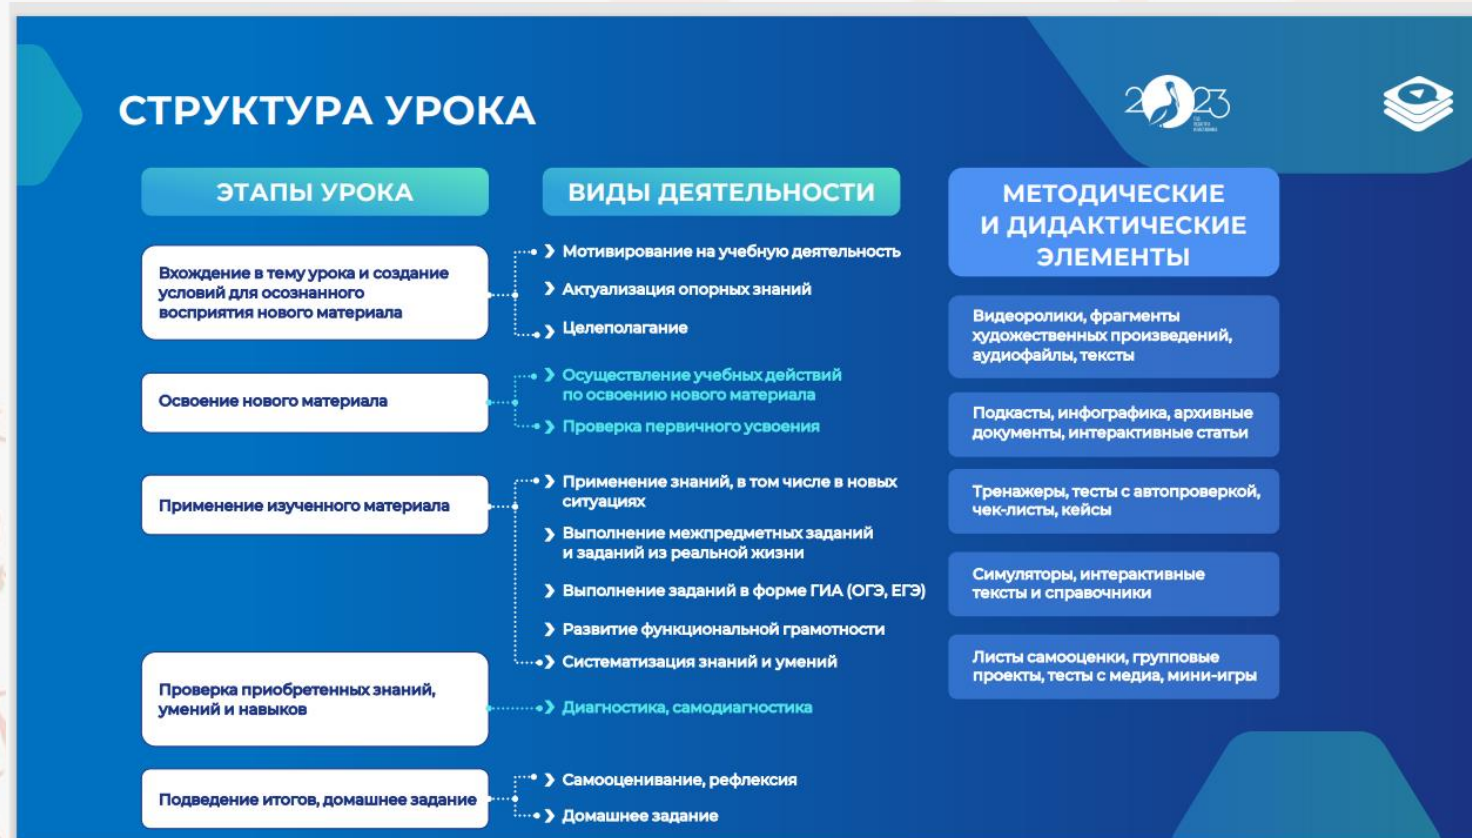 СТРУКТУРА УРОКА
2023
ЭТАПЫ УРОКА
Вхождение в тему урока и создание
условий для осознанного
восприятия нового материала
Освоение нового материала
Применение изученного материала
Проверка приобретенных знаний,
умений и навыков
Подведение итогов, домашнее задание
ВИДЫ ДЕЯТЕЛЬНОСТИ
Мотивирование на учебную деятельность
Актуализация опорных знаний
Целеполагание
Осуществление учебных действий
по освоению нового материала
Проверка первичного усвоения
Применение знаний, в том числе в новых
ситуациях
Выполнение межпредметных заданий
и заданий из реальной жизни
Выполнение заданий в форме ГИА (ОГЭ, ЕГЭ)
Развитие функциональной грамотности
Систематизация знаний и умений
Диагностика, самодиагностика
Самооценивание, рефлексия
Домашнее задание
МЕТОДИЧЕСКИЕ
И ДИДАКТИЧЕСКИЕ
ЭЛЕМЕНТЫ
Видеоролики, фрагменты
художественных произведений,
аудиофайлы, тексты
Подкасты, инфографика, архивные
документы, интерактивные статьи
Тренажеры, тесты с автопроверкой,
чек-листы, кейсы
Симуляторы, интерактивные
тексты и справочники
Листы самооценки, групповые
проекты, тесты с медиа, мини-игры